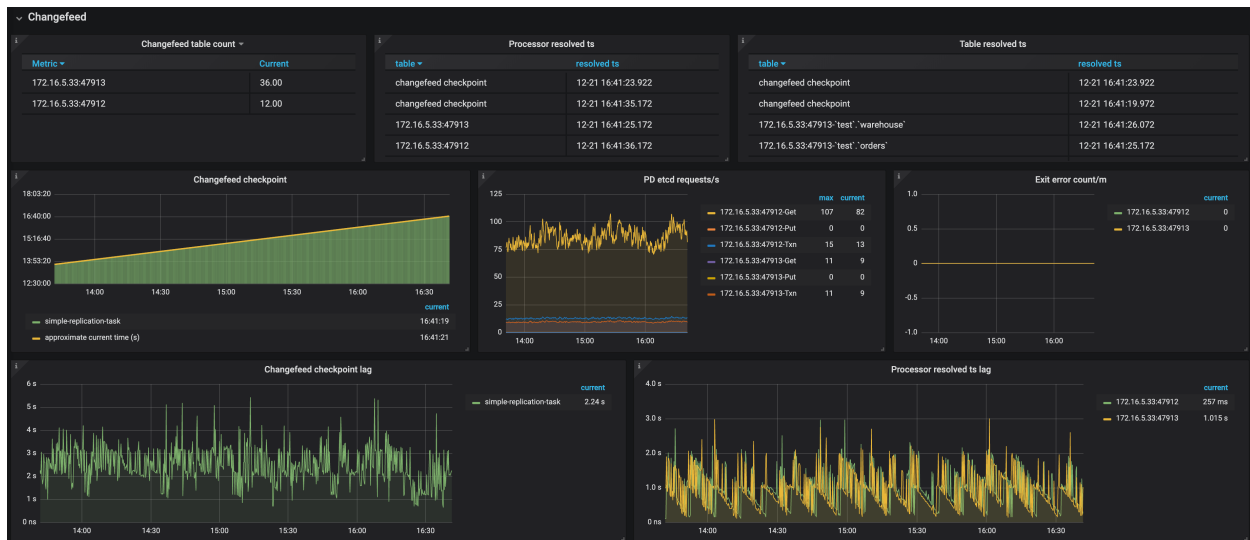 Changefeed
Changefeed table count
Metric Current
172.16.5.33:47913 36.00
172.16.5.33:47912 12.00
Processor resolved ts
table resolved ts
changefeed checkpoint 12-21 16:41:23.922
changefeed checkpoint 12-21 16:41:35.172
172.16.5.33:47913 12-21 16:41:25.172
172.16.5.33:47912 12-21 16:41:36.172
Table resolved ts
table resolved ts
changefeed checkpoint 12-21 16:41:23.922
changefeed checkpoint 12-21 16:41:19.972
172.16.5.33:47913-`test`.`warehouse` 12-21 16:41:26.072
172.16.5.33:47913-`test`.`orders` 12-21 16:41:25.172
Changefeed checkpoint
18:03:20
16:40:00
15:16:40
13:53:20
12:30:00
14:00 14:30 15:00 15:30 16:00 16:30
current
simple-replication-task 16:41:19
approximate current time (s) 16:41:21
PD etcd requests/s
125
100
75
50
25
0
14:00 15:00 16:00
max current
172.16.5.33:47912-Get 107 82
172.16.5.33:47912-Put 0 0
172.16.5.33:47912-Txn 15 13
172.16.5.33:47913-Get 11 9
172.16.5.33:47913-Put 0 0
172.16.5.33:47913-Txn 11 9
Exit error count/m
1.0
0.5
0
-0.5
-1.0
14:00 15:00 16:00
current
172.16.5.33:47912 0
172.16.5.33:47913 0
Changefeed checkpoint lag
6 s
5 s
4 s
3 s
2 s
1 s
0 ns
14:00 14:30 15:00 15:30 16:00 16:30
current
simple-replication-task 2.24 s
Processor resolved ts lag
4.0 s
3.0 s
2.0 s
1.0 s
0 ns
14:00 14:30 15:00 15:30 16:00 16:30
current
172.16.5.33:47912 257 ms
172.16.5.33:47913 1.015 s